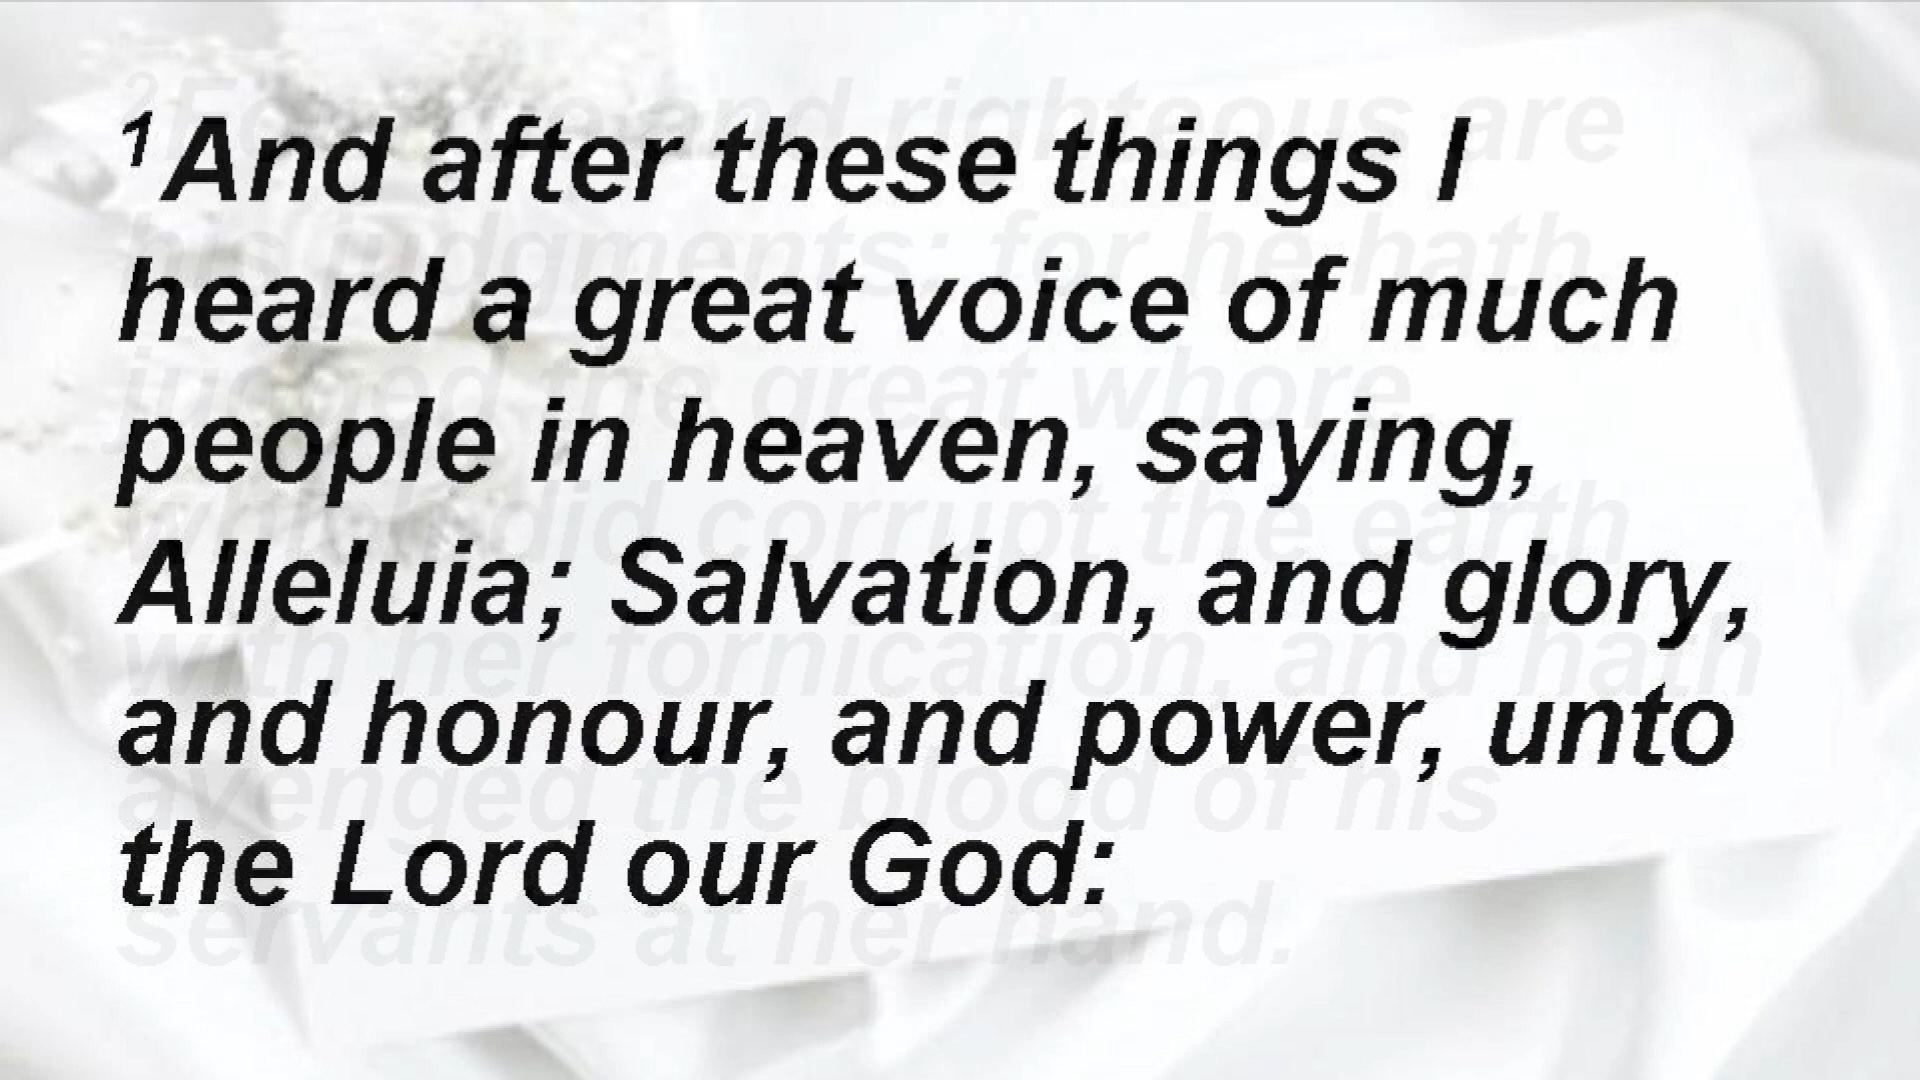 ¹And after these things I
heard a great voice of much
people in heaven, saying,
Alleluia; Salvation, and glory,
and honour, and power, unto
the Lord our God:
²For true and righteous are
his judgments: for he hath
judged the great whore,
which did corrupt the earth
with her fornication, and hath
avenged the blood of his
servants at her hand.